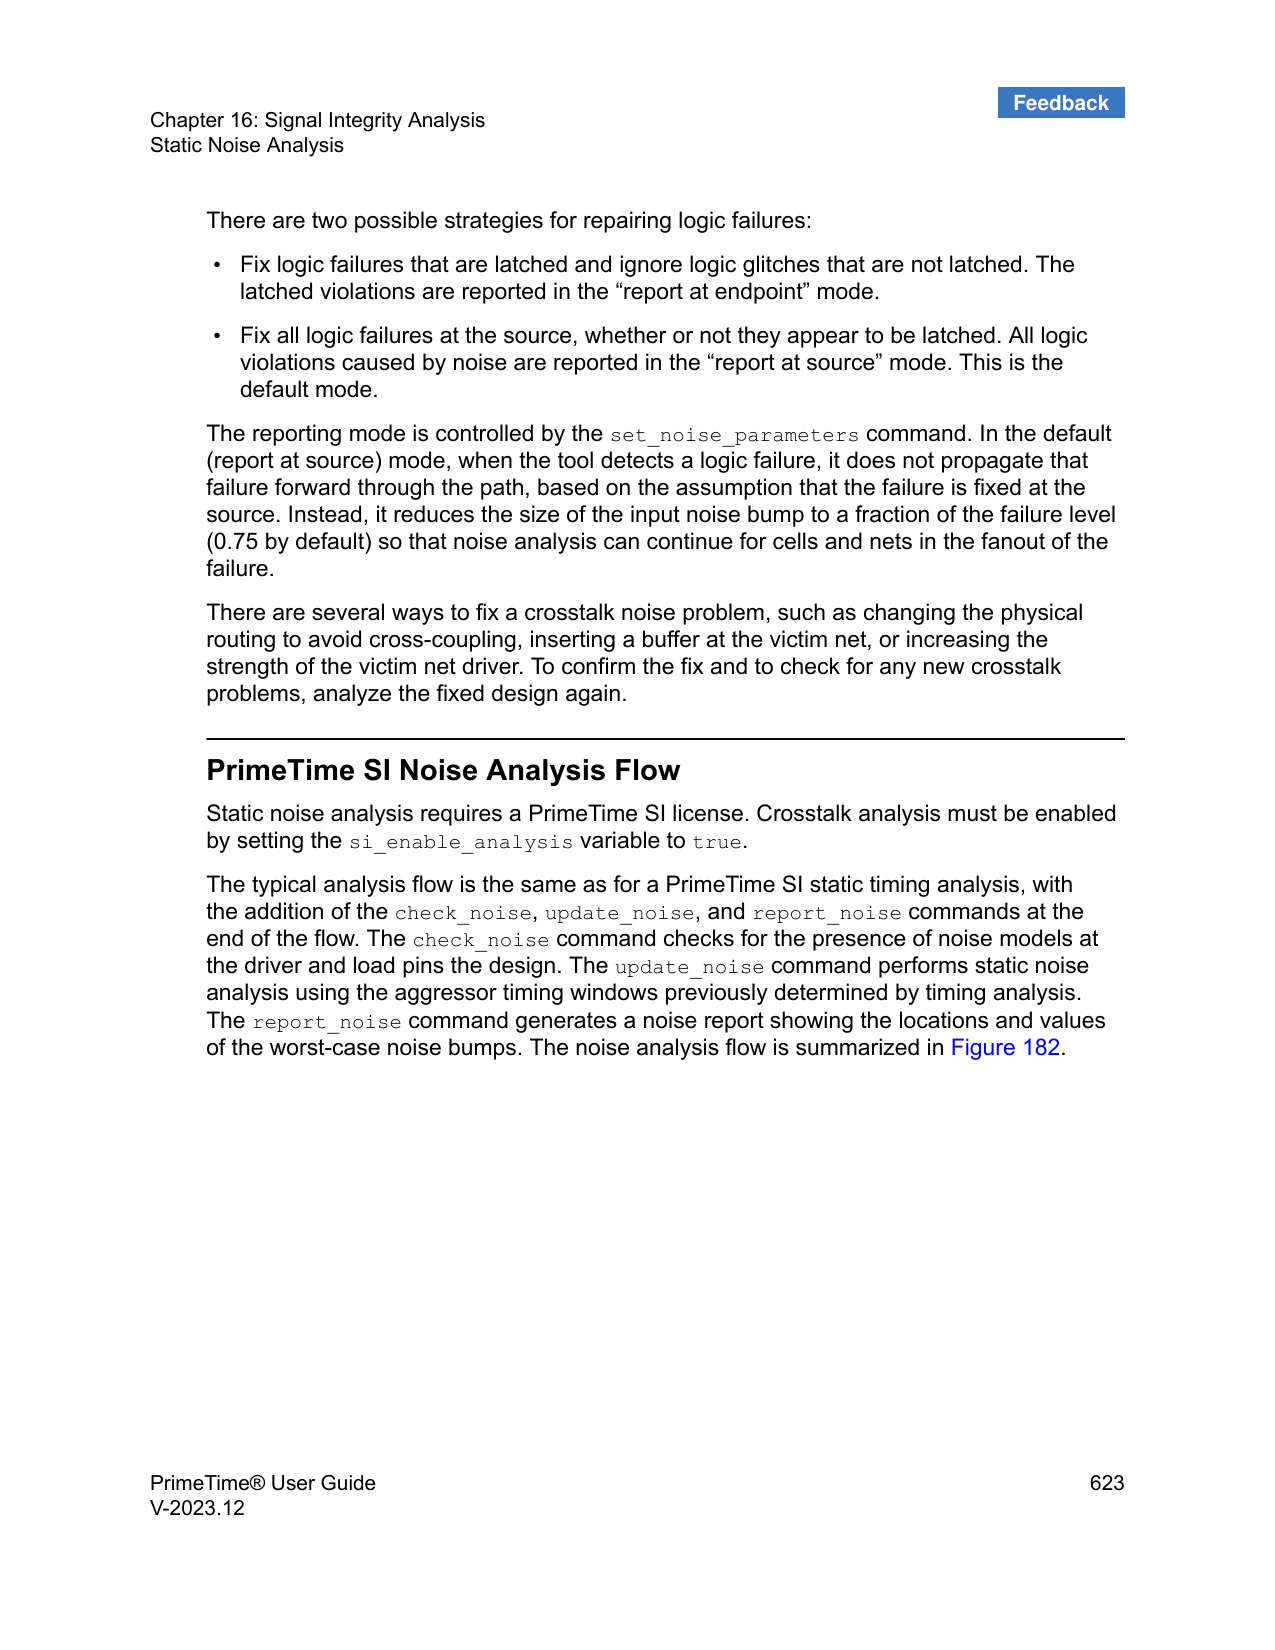 Feedback
Chapter 16: Signal Integrity Analysis
Static Noise Analysis
There are two possible strategies for repairing logic failures:
• Fix logic failures that are latched and ignore logic glitches that are not latched. The
latched violations are reported in the “report at endpoint” mode.
• Fix all logic failures at the source, whether or not they appear to be latched. All logic
violations caused by noise are reported in the “report at source” mode. This is the
default mode.
The reporting mode is controlled by the set_noise_parameters command. In the default
(report at source) mode, when the tool detects a logic failure, it does not propagate that
failure forward through the path, based on the assumption that the failure is fixed at the
source. Instead, it reduces the size of the input noise bump to a fraction of the failure level
(0.75 by default) so that noise analysis can continue for cells and nets in the fanout of the
failure.
There are several ways to fix a crosstalk noise problem, such as changing the physical
routing to avoid cross-coupling, inserting a buffer at the victim net, or increasing the
strength of the victim net driver. To confirm the fix and to check for any new crosstalk
problems, analyze the fixed design again.
PrimeTime SI Noise Analysis Flow
Static noise analysis requires a PrimeTime SI license. Crosstalk analysis must be enabled
by setting the si_enable_analysis variable to true.
The typical analysis flow is the same as for a PrimeTime SI static timing analysis, with
the addition of the check_noise, update_noise, and report_noise commands at the
end of the flow. The check_noise command checks for the presence of noise models at
the driver and load pins the design. The update_noise command performs static noise
analysis using the aggressor timing windows previously determined by timing analysis.
The report_noise command generates a noise report showing the locations and values
of the worst-case noise bumps. The noise analysis flow is summarized in Figure 182.
PrimeTime® User Guide 623
V-2023.12